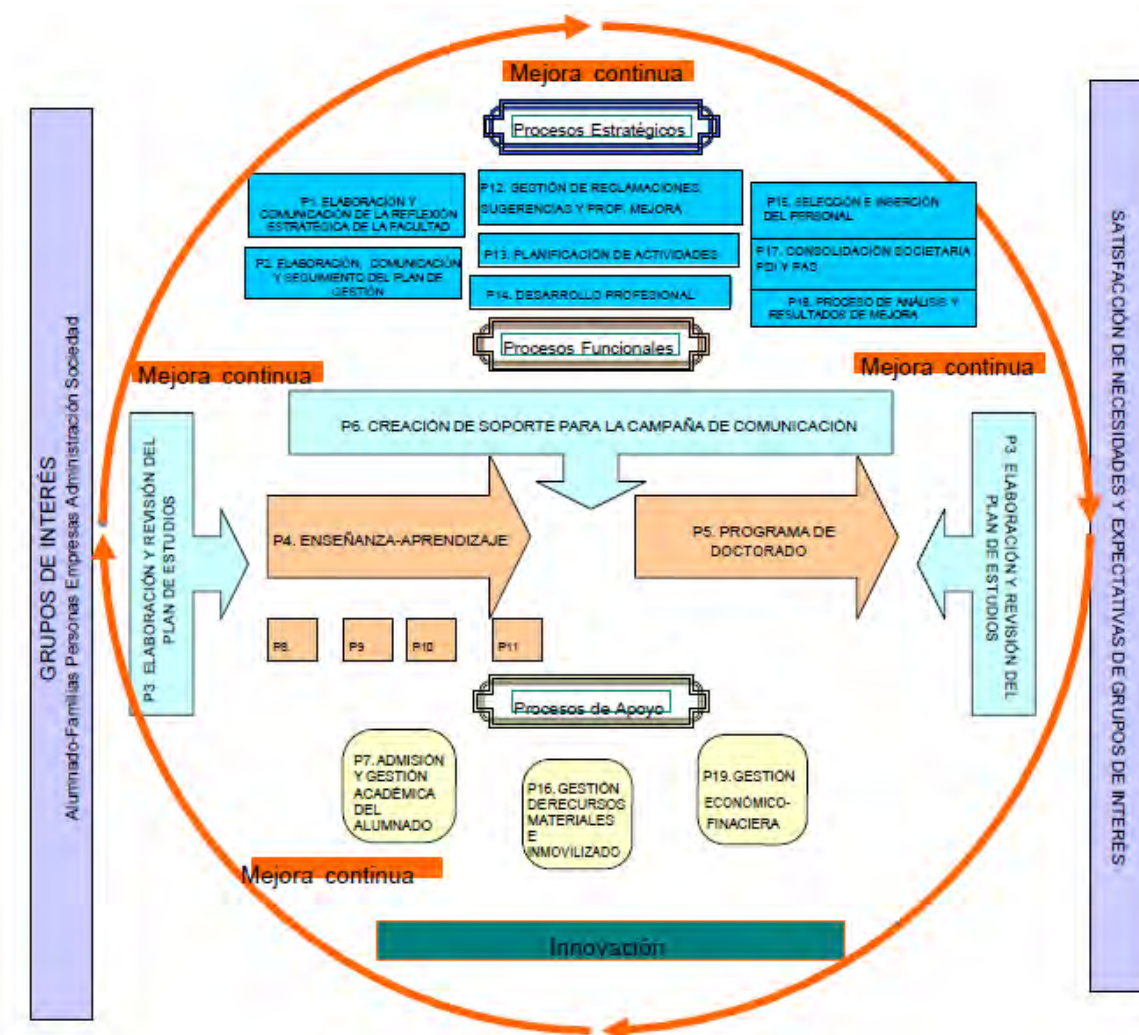 Mejora continua
Procesos Estratégicos
P1. ELABORACIÓN Y
COMUNICACIÓN DE LA REFLEXIÓN
ESTRATÉGICA DE LA FACULTAD
P2. ELABORACIÓN, COMUNICACIÓN
Y SEGUIMIENTO DEL PLAN DE
GESTIÓN
P12. GESTIÓN DE RECLAMACIONES,
SUGERENCIAS Y PROP. MEJORA
P13. PLANIFICACIÓN DE ACTIVIDADES
P14. DESARROLLO PROFESIONAL
P15. SELECCIÓN E INSERCIÓN
DEL PERSONAL
P17. CONSOLIDACIÓN SOCIETARIA
PDI Y PAS
P18. PROCESO DE ANÁLISIS Y
RESULTADOS DE MEJORA
Procesos Funcionales
Mejora continua
Mejora continua
GRUPOS DE INTERÉS
Alumnado-Familias Personas Empresas Administración Sociedad
P3 ELABORACIÓN Y REVISIÓN DEL
PLAN DE ESTUDIOS
P6. CREACIÓN DE SOPORTE PARA LA CAMPAÑA DE COMUNICACIÓN
P4. ENSEÑANZA-APRENDIZAJE
P5. PROGRAMA DE
DOCTORADO
P3 ELABORACIÓN Y REVISIÓN DEL
PLAN DE ESTUDIOS
SATISFACCIÓN DE NECESIDADES Y EXPECTATIVAS DE GRUPOS DE INTERÉS
P8.
P9
P10
P11
Procesos de Apoyo
P7. ADMISIÓN
Y GESTIÓN
ACADÉMICA
DEL
ALUMNADO
P16. GESTIÓN
DERECURSOS
MATERIALES
E
INMOVILIZADO
P19. GESTIÓN
ECONÓMICO-
FINACIERA
Mejora continua
Innovación